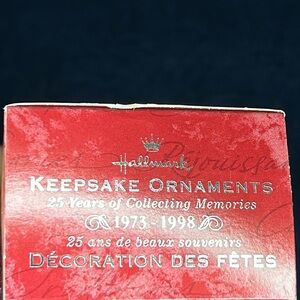 Hallmark
KEEPSAKE ORNAMENTS
25 Years of Collecting Memories
1973 - 1998
25 ans de beaux souvenirs
DÉCORATION DES FÊTES